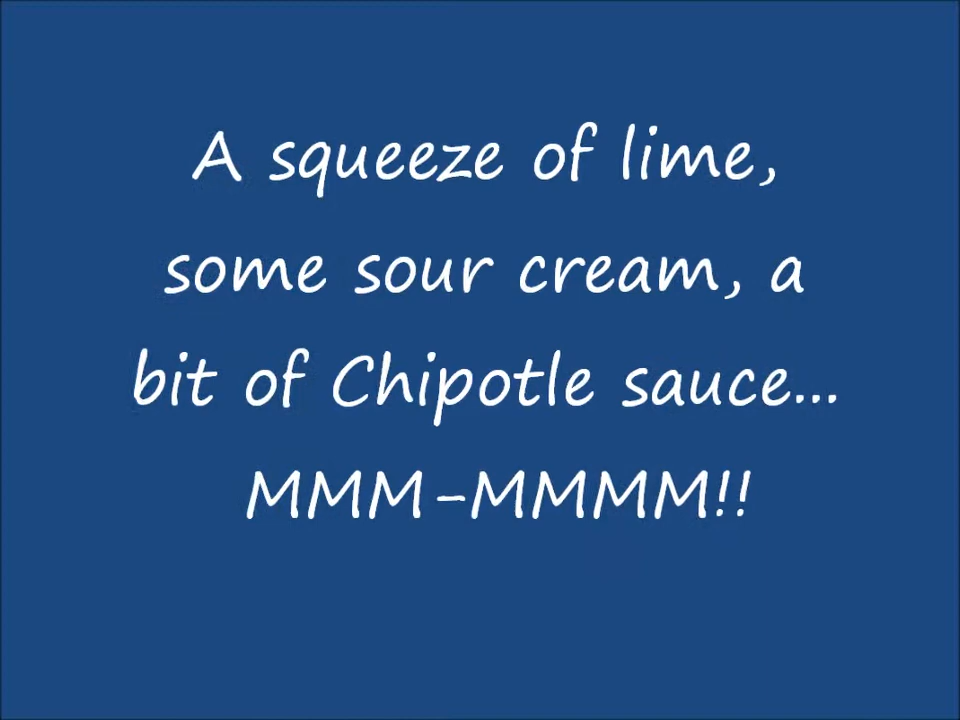 A squeeze of lime,
some sour cream, a
bit of Chipotle sauce...
MMM-MMMM!!